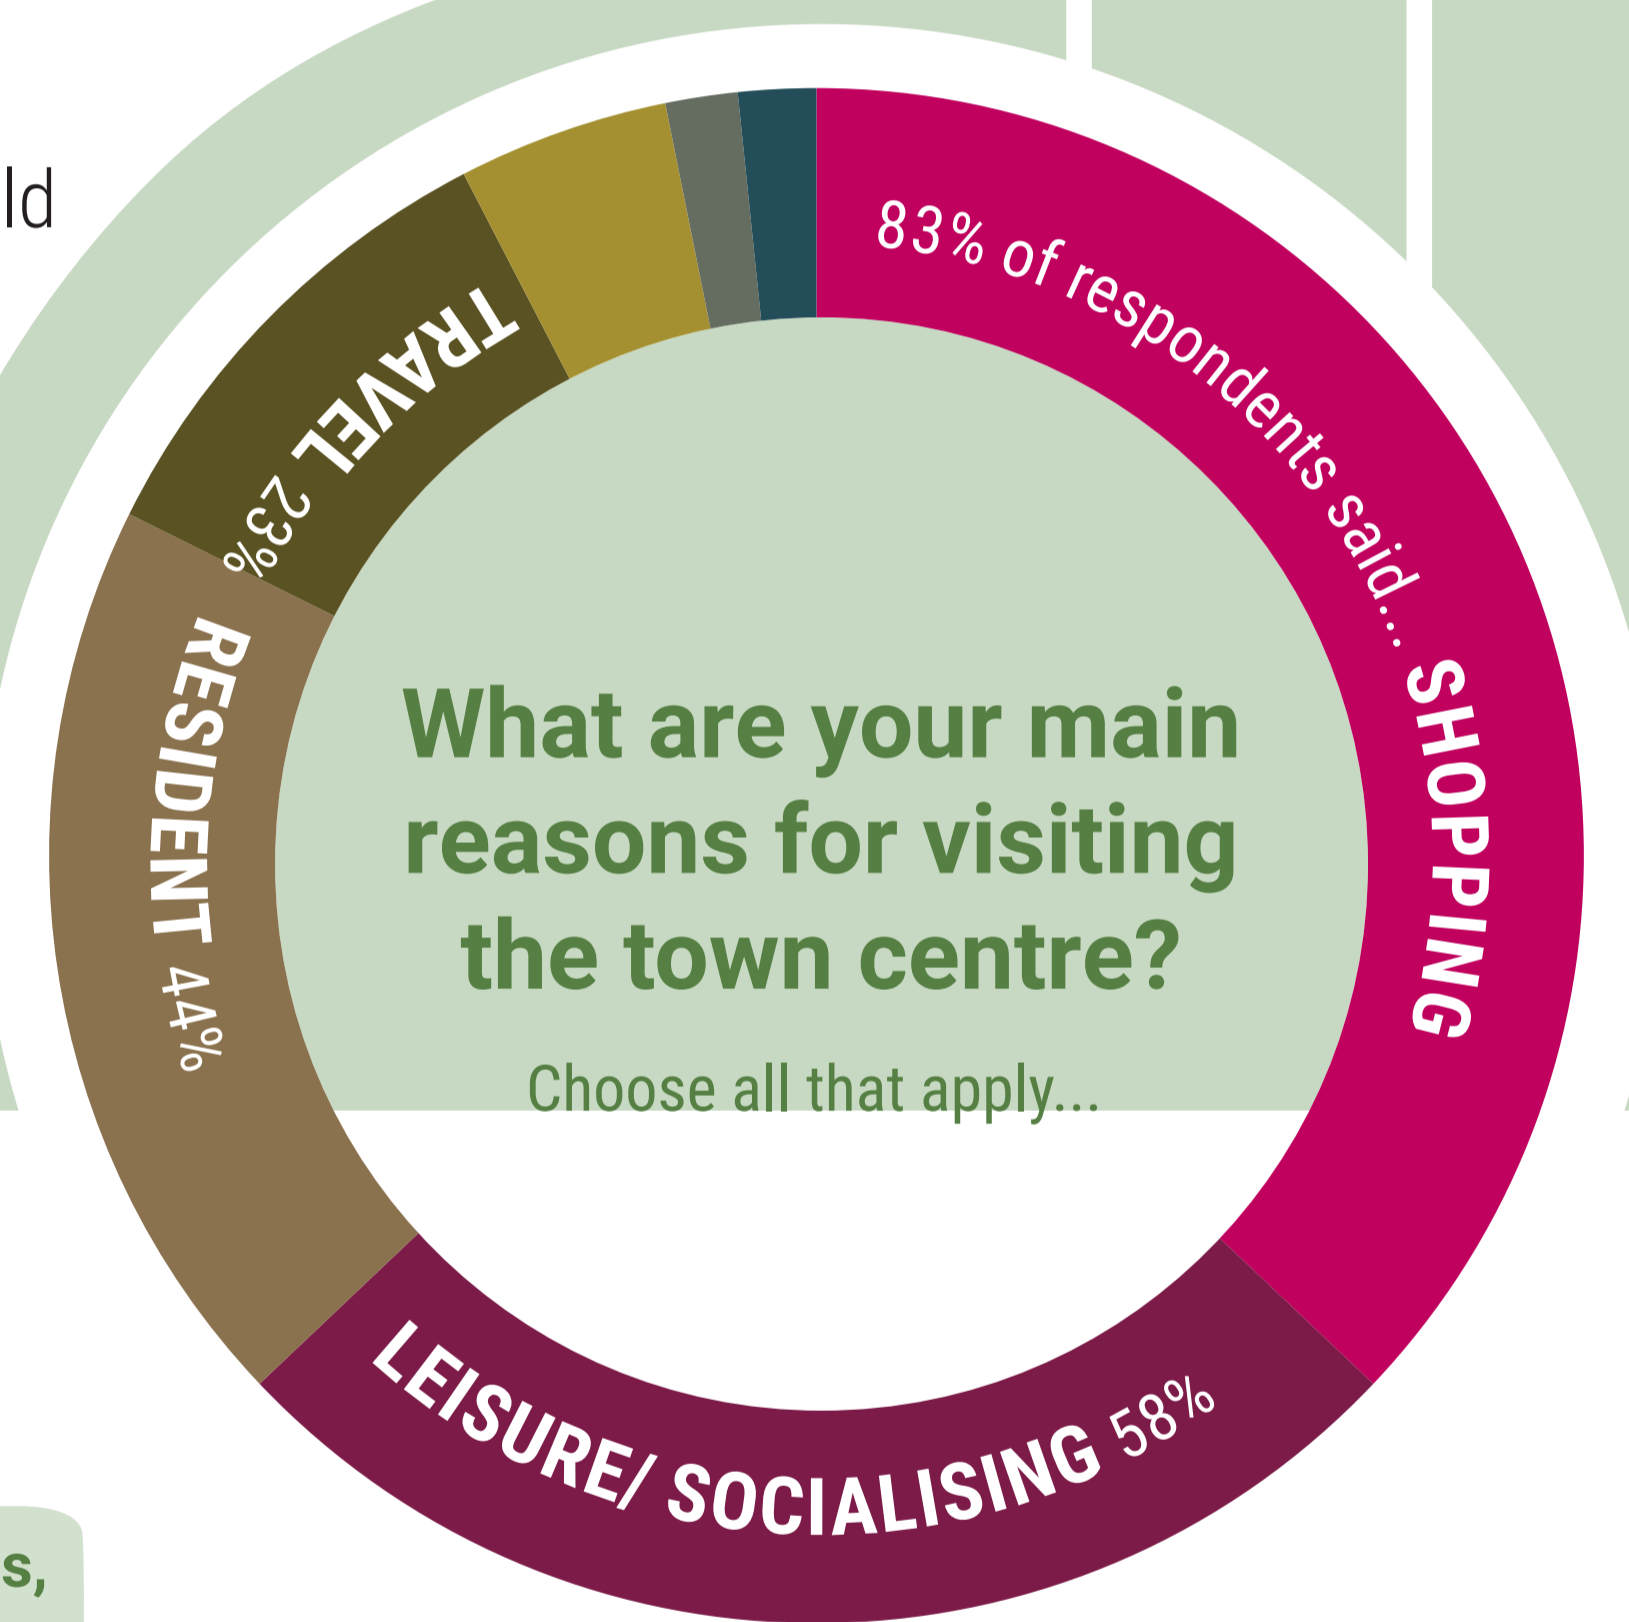 ld
83% of respondents said... SHOPPING
TRAVEL 23%
RESIDENT 44%
What are your main
reasons for visiting
the town centre?
Choose all that apply...
LEISURE/ SOCIALISING 58%
s,